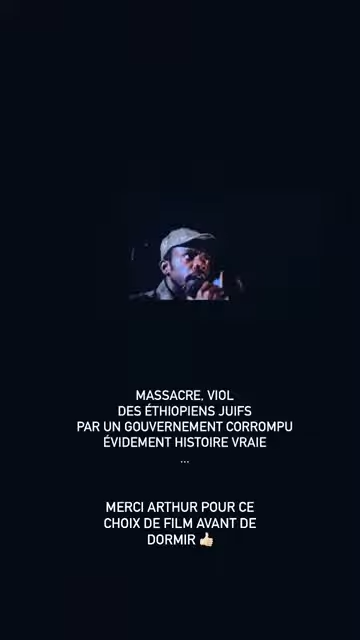 MASSACRE, VIOL
DES ÉTHIOPIENS JUIFS
PAR UN GOUVERNEMENT CORROMPU
ÉVIDEMENT HISTOIRE VRAIE
...
MERCI ARTHUR POUR CE
CHOIX DE FILM AVANT DE
DORMIR 👍🏻